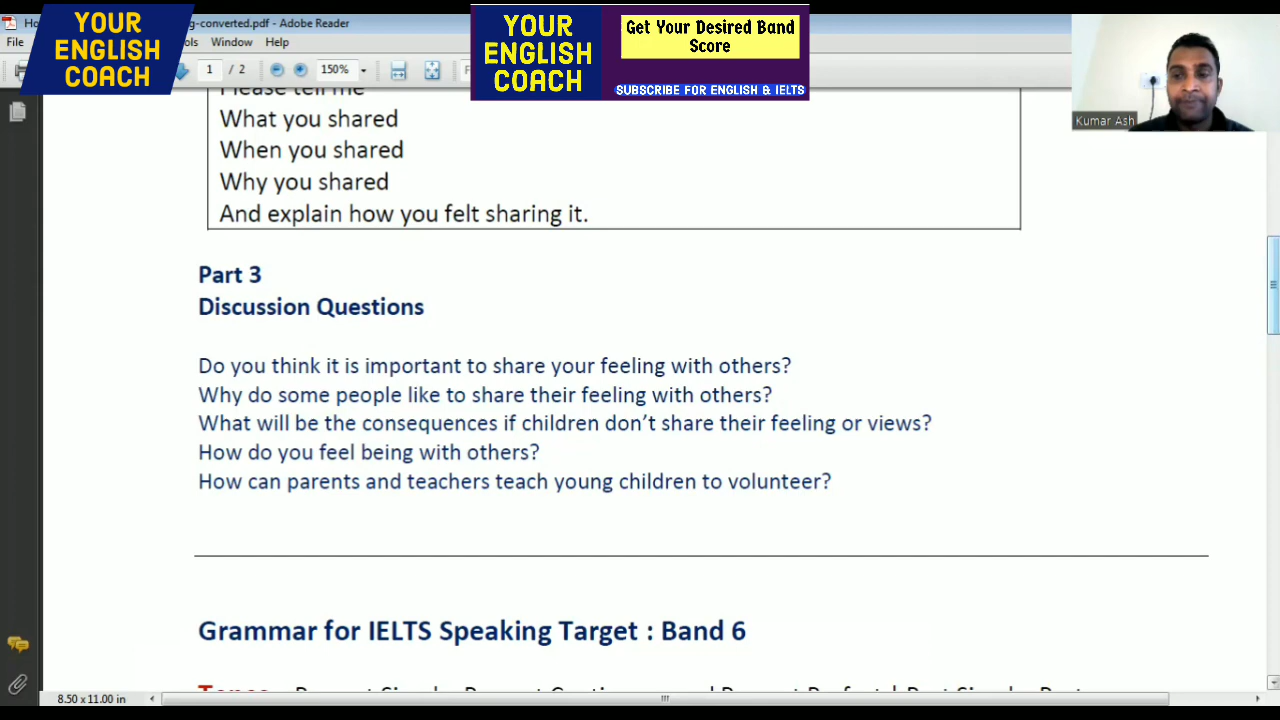 YOUR
ENGLISH
COACH
g-converted.pdf - Adobe Reader
File
Window Help
1 / 2 150%
YOUR
ENGLISH
COACH
Get Your Desired Band
Score
SUBSCRIBE FOR ENGLISH & IELTS
Kumar Ash
Please tell me
What you shared
When you shared
Why you shared
And explain how you felt sharing it.
Part 3
Discussion Questions
Do you think it is important to share your feeling with others?
Why do some people like to share their feeling with others?
What will be the consequences if children don't share their feeling or views?
How do you feel being with others?
How can parents and teachers teach young children to volunteer?
Grammar for IELTS Speaking Target : Band 6
8.50 x 11.00 in